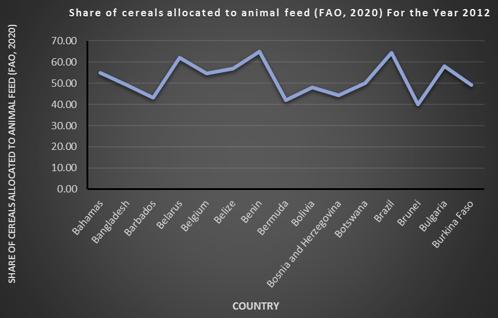 Share of cereals allocated to animal feed (FAO, 2020) For the Year 2012
SHARE OF CEREALS ALLOCATED TO ANIMAL FEED (FAO, 2020)
70.00
60.00
50.00
40.00
30.00
20.00
10.00
0.00
Bahamas
Bangladesh
Barbados
Belarus
Belgium
Belize
Benin
Bermuda
Bolivia
Bosnia and Herzegovina
Botswana
Brazil
Brunei
Bulgaria
Burkina Faso
COUNTRY